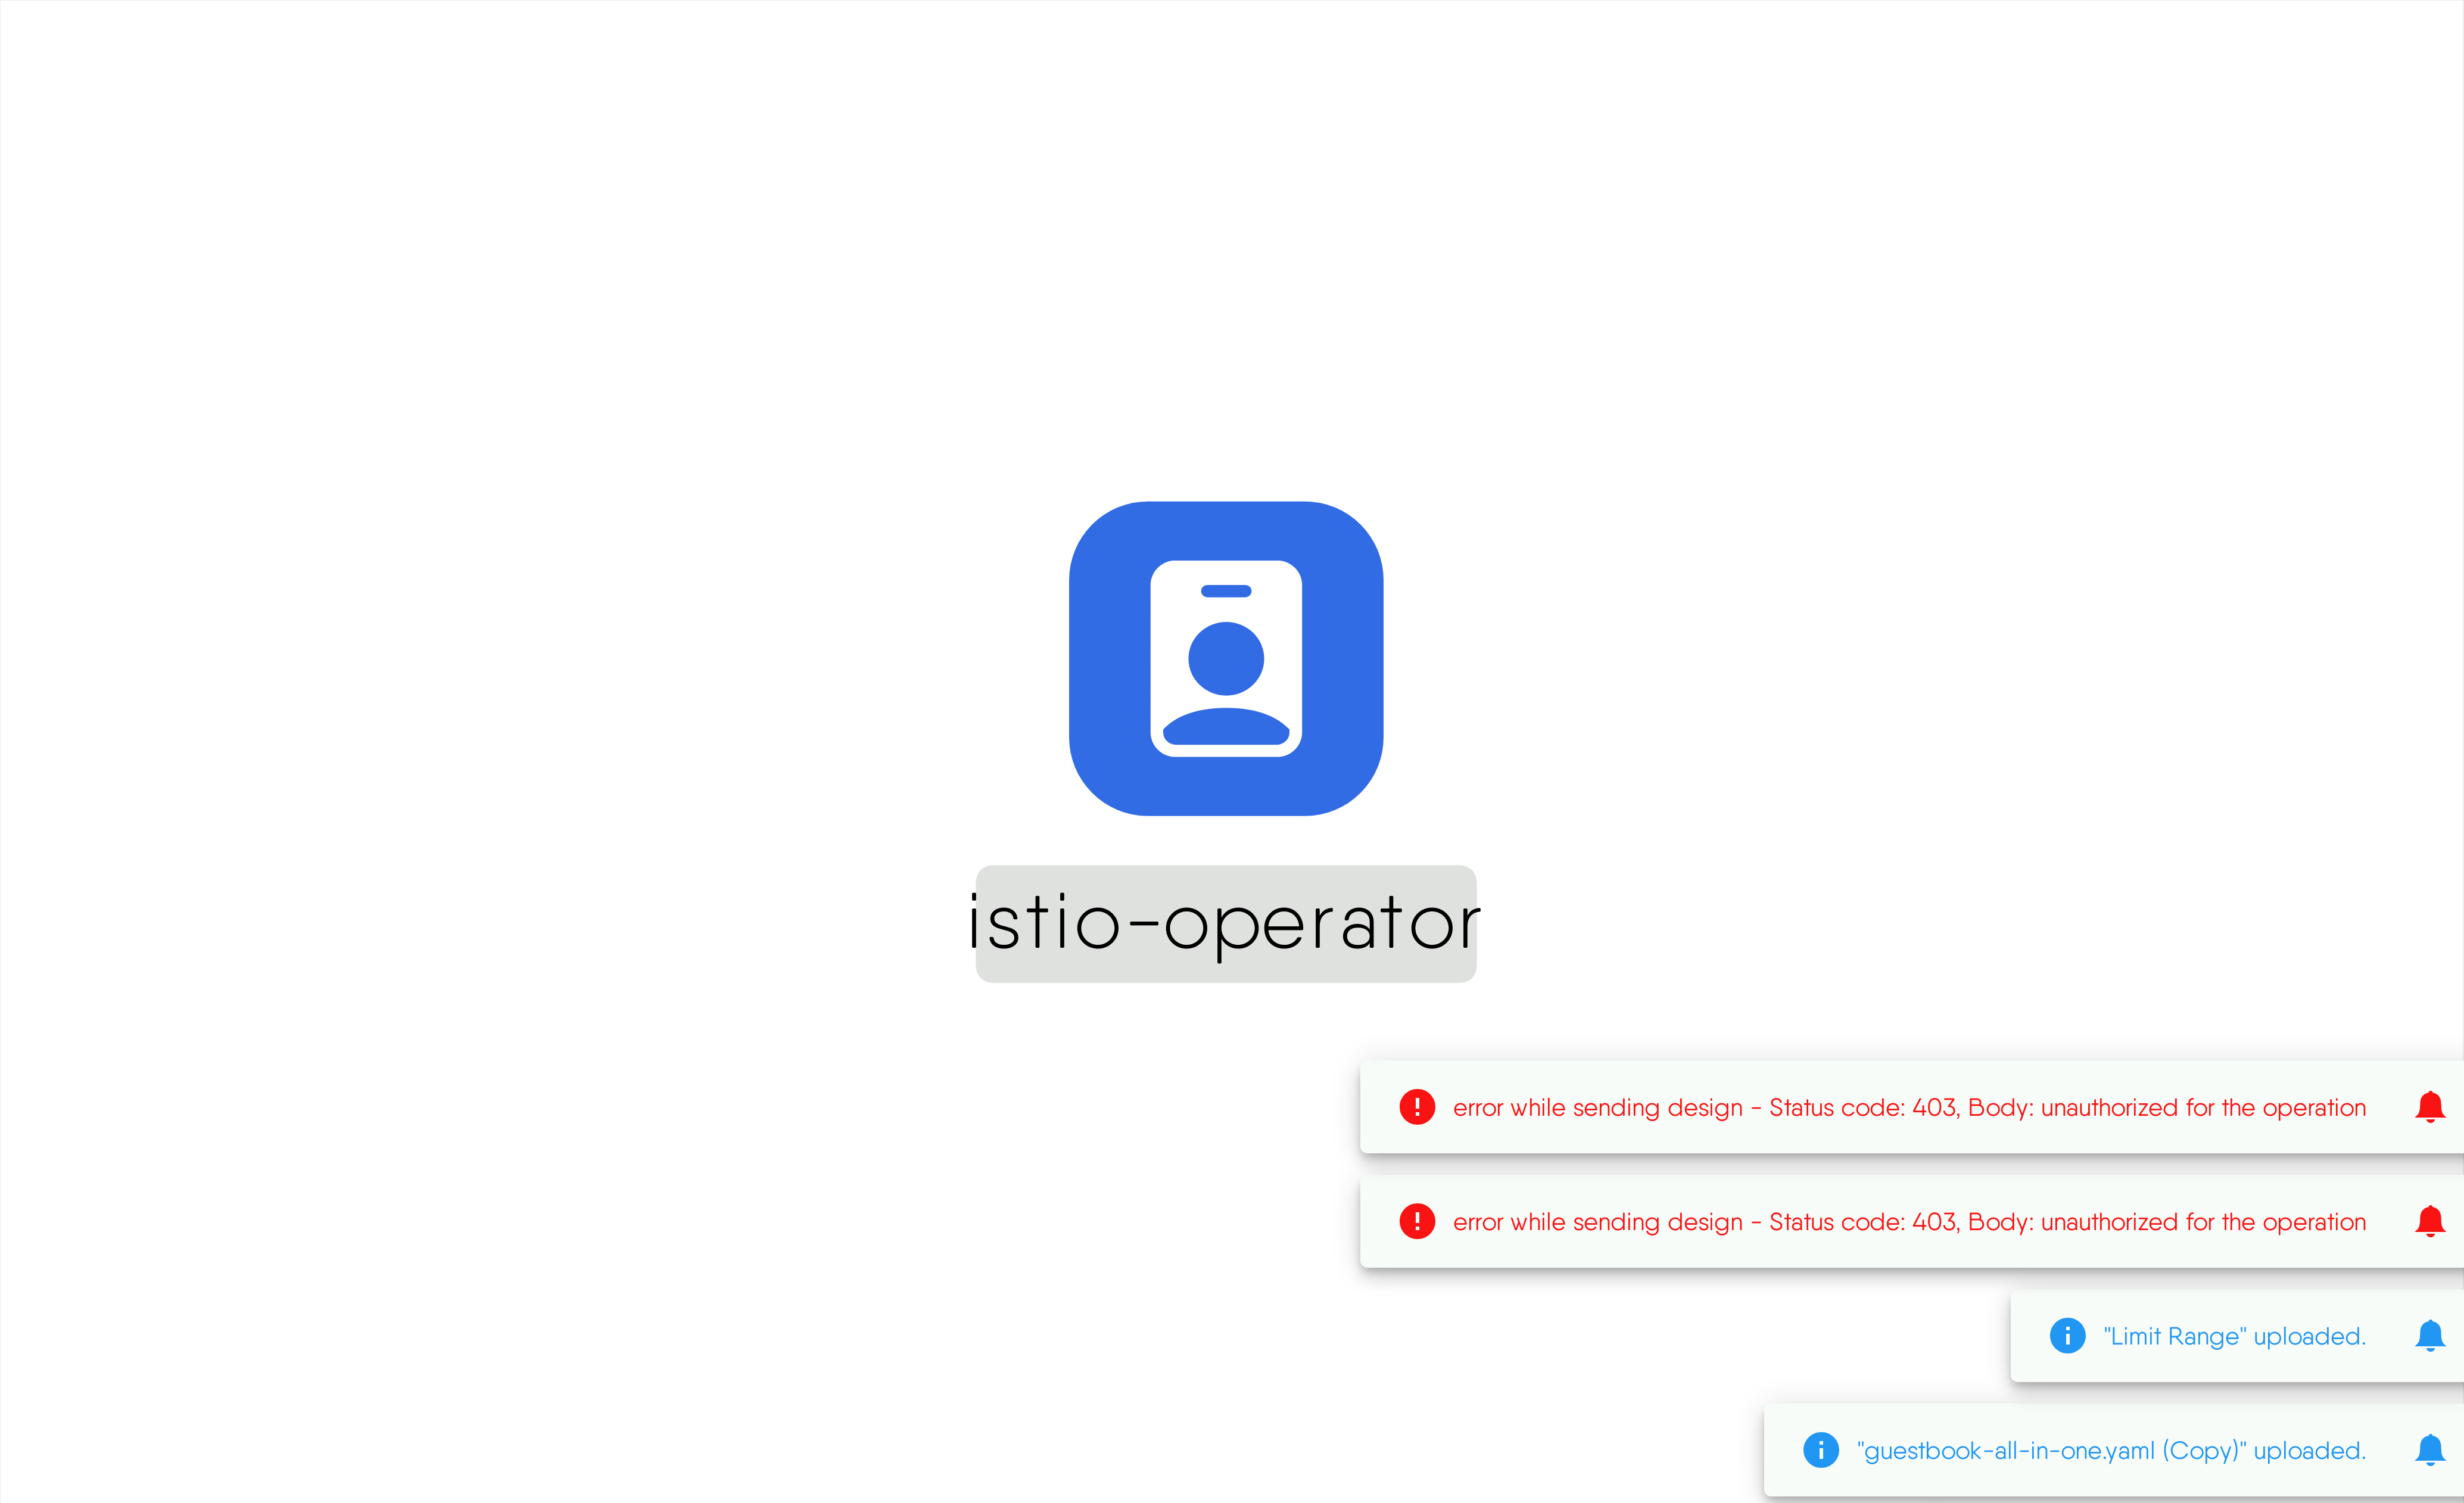 istio-operator
error while sending design - Status code: 403, Body: unauthorized for the operation
error while sending design - Status code: 403, Body: unauthorized for the operation
"Limit Range" uploaded.
"guestbook-all-in-one.yaml (Copy)" uploaded.